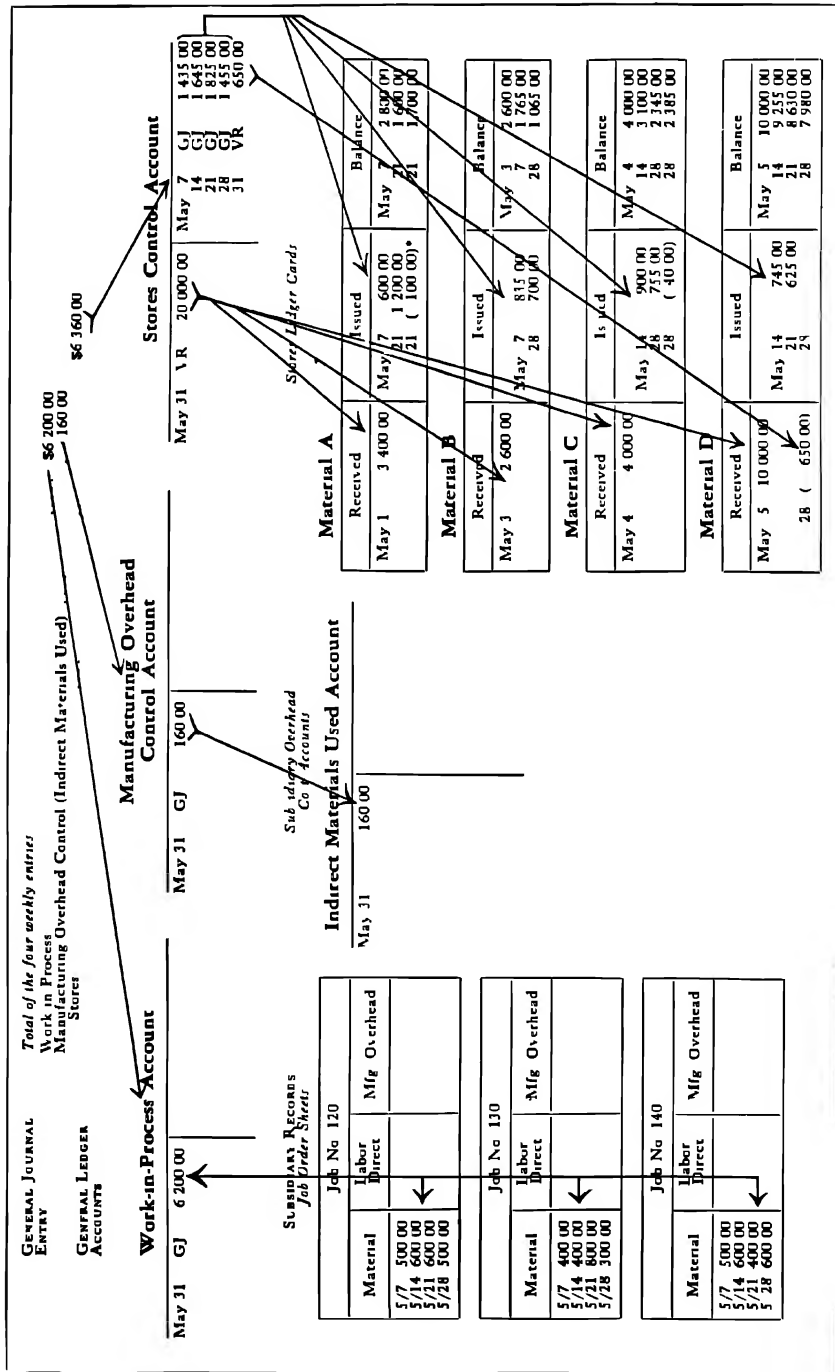 GENERAL JOURNAL
ENTRY
Total of the four weekly entries
Work in Process $6 200 00
Manufacturing Overhead Control (Indirect Materials Used) 160 00
Stores $6 360 00
GENFRAL LEDGER
ACCOUNTS
Work-in-Process Account
May 31 GJ 6 200 00
SUBSIDIARY RECORDS
Job Order Sheets
Job No 120
Material Labor Direct Mfg Overhead
5/7 500 00
5/14 600 00
5/21 600 00
5/28 500 00
Job No 130
Material Labor Direct Mfg Overhead
5/7 400 00
5/14 400 00
5/21 800 00
5/28 300 00
Job No 140
Material Labor Direct Mfg Overhead
5/7 500 00
5/14 600 00
5/21 400 00
5 28 600 00
Manufacturing Overhead
Control Account
May 31 GJ 160 00
Subsidiary Overhead
Cost Accounts
Indirect Materials Used Account
May 31 160 00
Stores Control Account
May 31 VR 20 000 00 May 7 GJ 1 435 00
14 GJ 1 645 00
21 GJ 1 825 00
28 GJ 1 455 00
31 VR 650 00
Stores Ledger Cards
Material A
Received Issued Balance
May 1 3 400 00 May 7 600 00 May 7 2 800 00
21 1 200 00 21 1 600 00
21 ( 100 00)* 21 1 700 00
Material B
Received Issued Balance
May 3 2 600 00 May 7 835 00 May 3 2 600 00
28 700 00 7 1 765 00
28 1 065 00
Material C
Received Issued Balance
May 4 4 000 00 May 14 900 00 May 4 4 000 00
28 755 00 14 3 100 00
28 ( 40 00) 28 2 345 00
28 2 385 00
Material D
Received Issued Balance
May 5 10 000 00 May 14 745 00 May 5 10 000 00
21 625 00 14 9 255 00
28 ( 650 00) 21 8 630 00
28 7 980 00